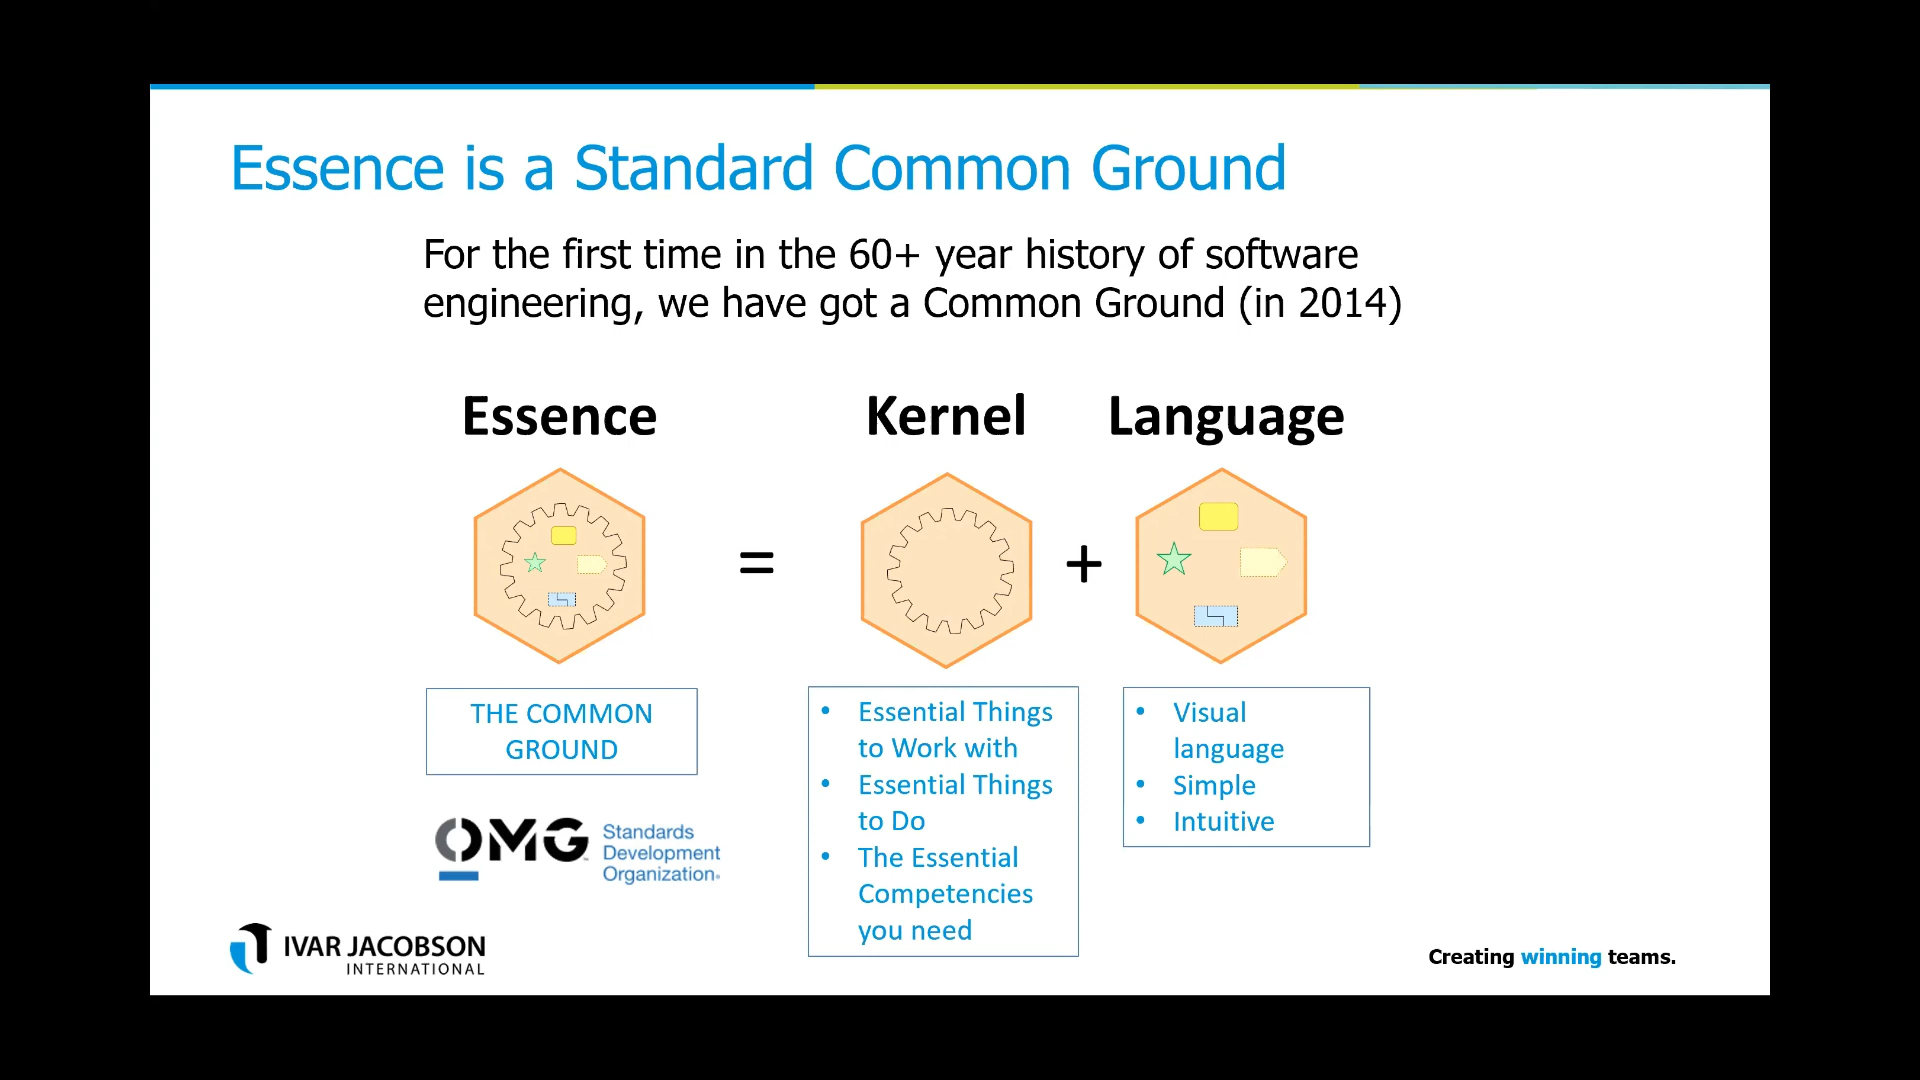 Essence is a Standard Common Ground
For the first time in the 60+ year history of software
engineering, we have got a Common Ground (in 2014)
Essence
=
Kernel
+
Language
THE COMMON
GROUND
• Essential Things
to Work with
• Essential Things
to Do
• The Essential
Competencies
you need
• Visual
language
• Simple
• Intuitive
OMG
Standards
Development
Organization
IVAR JACOBSON
INTERNATIONAL
Creating winning teams.